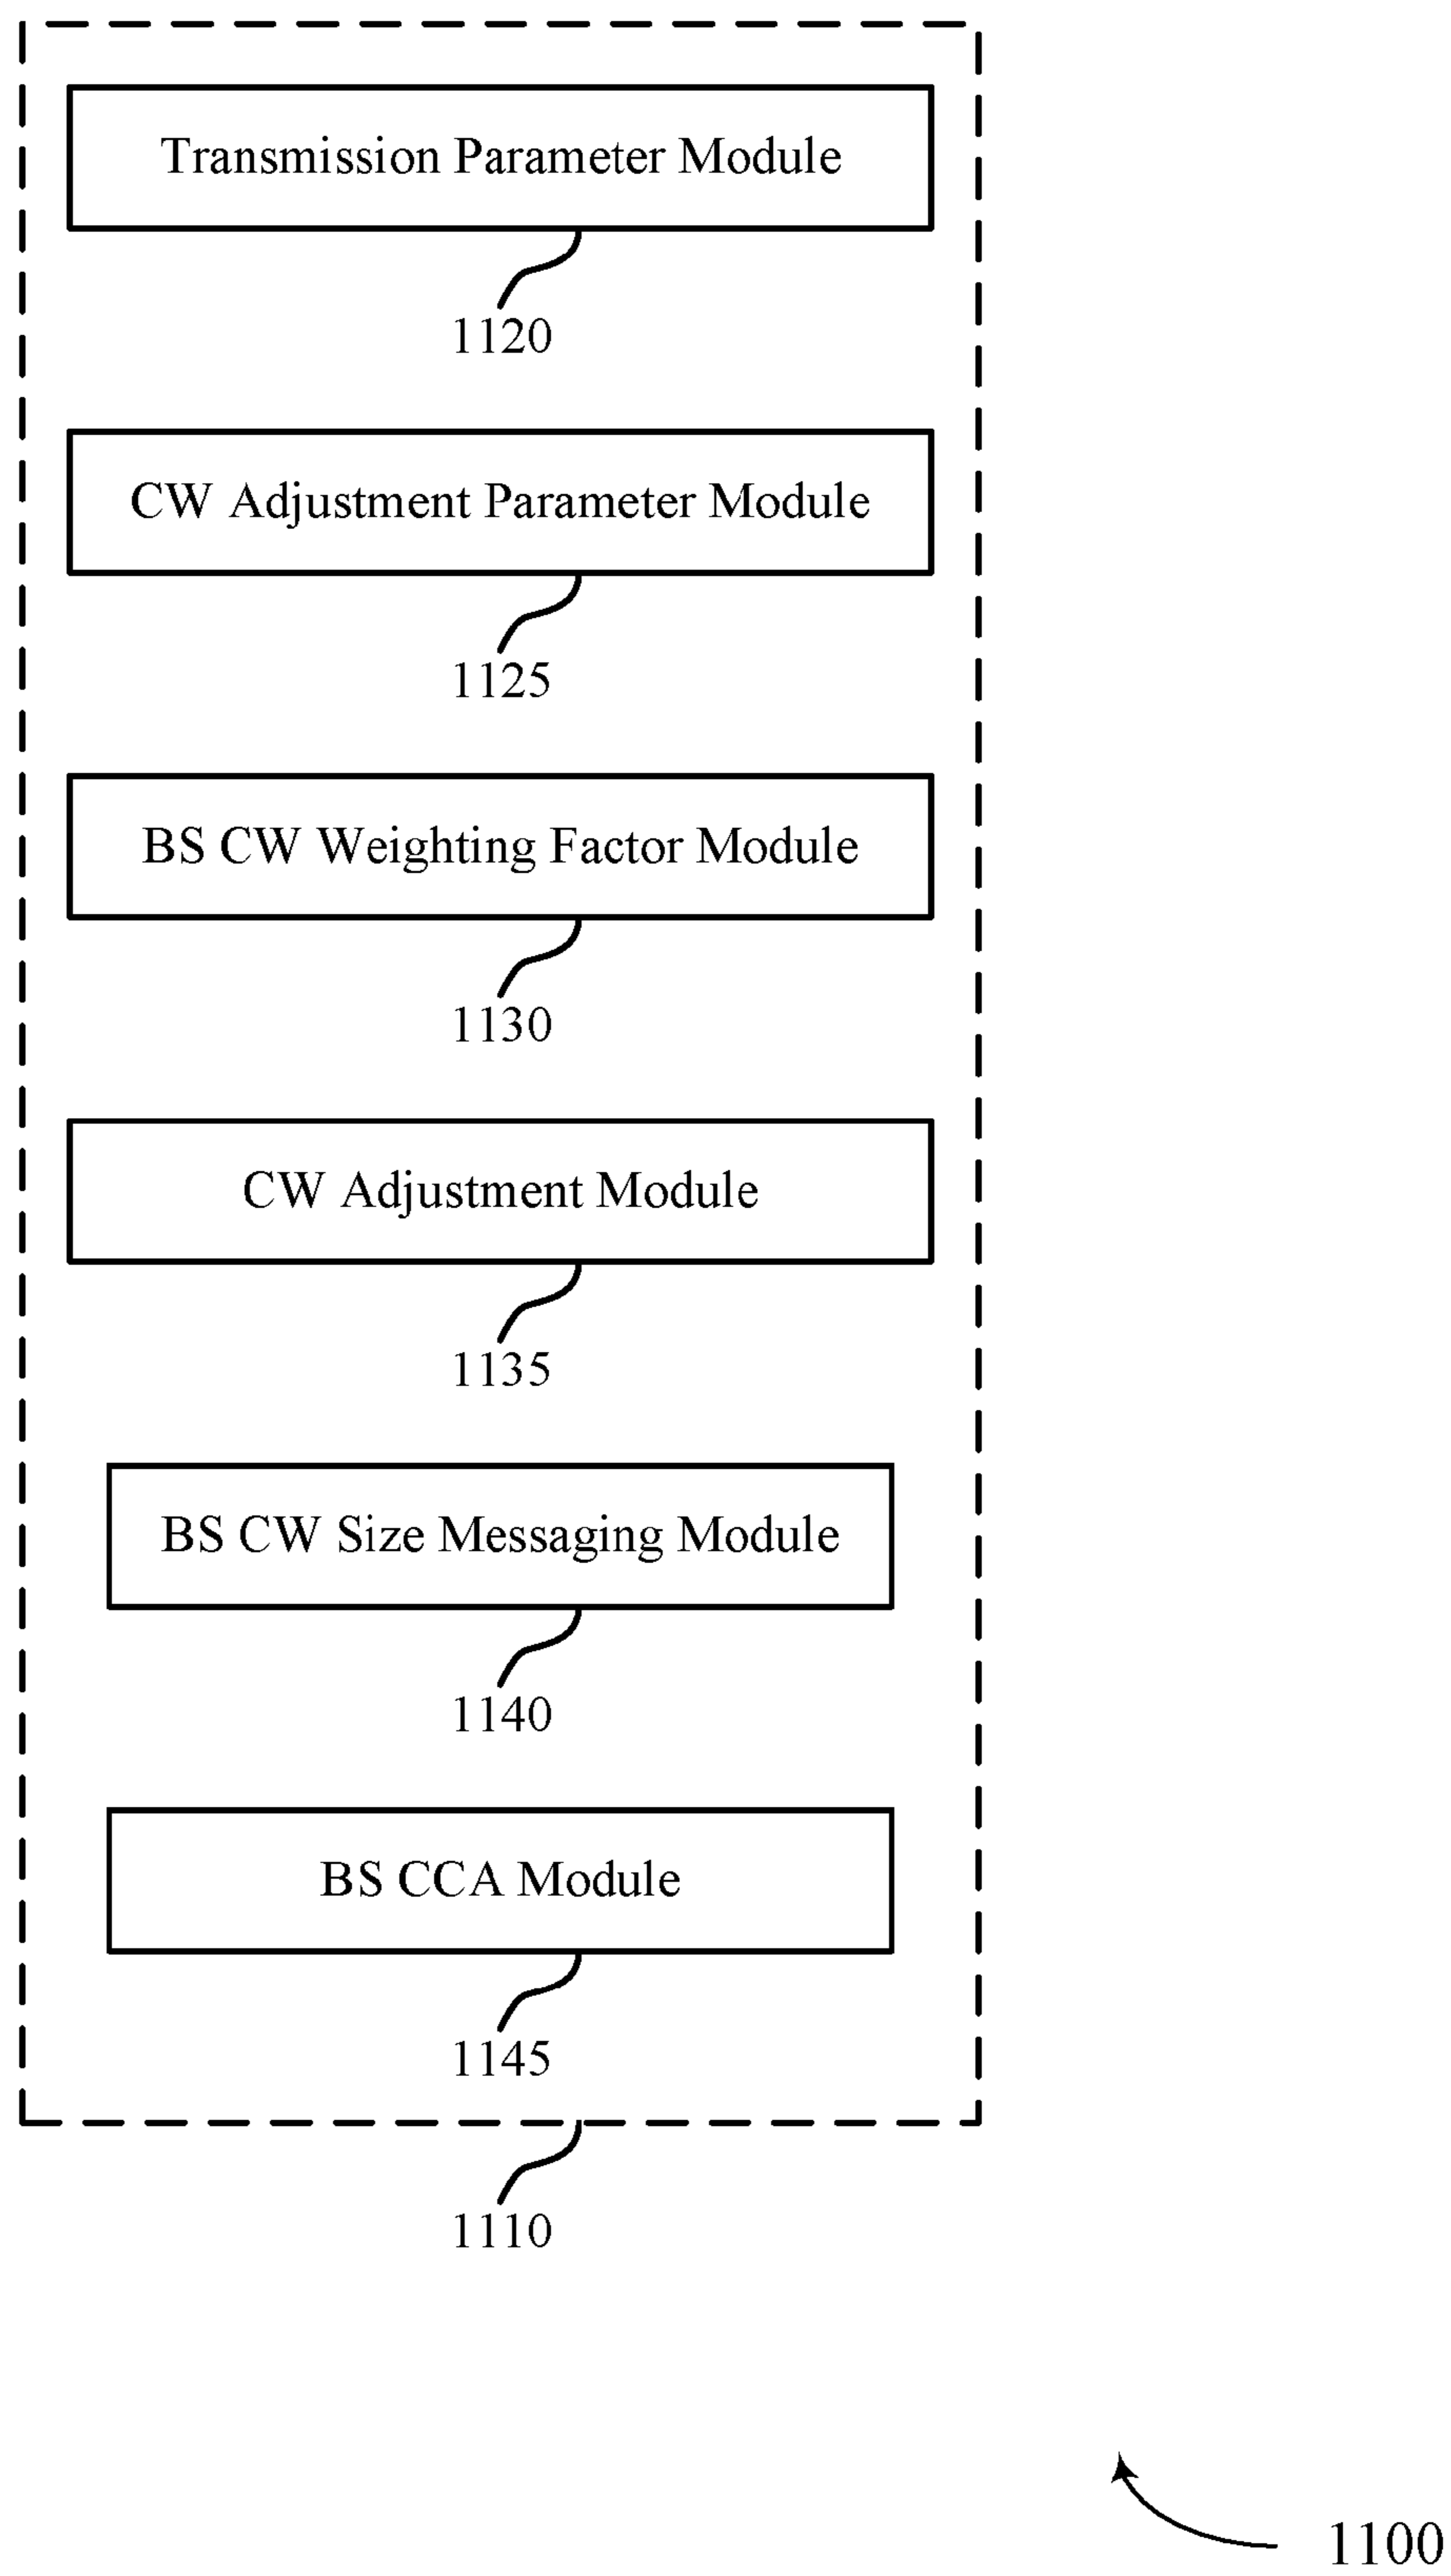 Transmission Parameter Module
1120
CW Adjustment Parameter Module
1125
BS CW Weighting Factor Module
1130
CW Adjustment Module
1135
BS CW Size Messaging Module
1140
BS CCA Module
1145
1110
1100